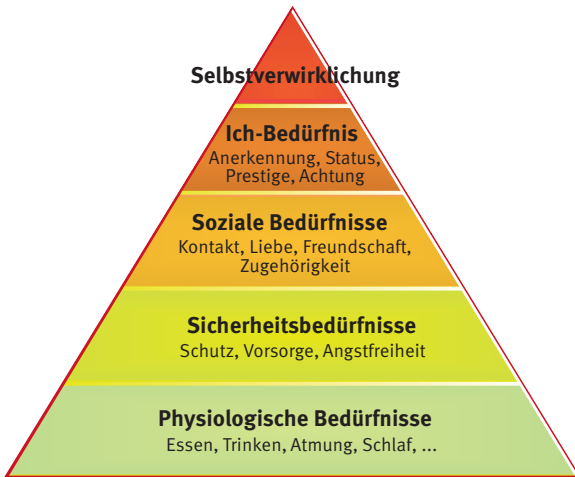 Selbstverwirklichung
Ich-Bedürfnis
Anerkennung, Status,
Prestige, Achtung
Soziale Bedürfnisse
Kontakt, Liebe, Freundschaft,
Zugehörigkeit
Sicherheitsbedürfnisse
Schutz, Vorsorge, Angstfreiheit
Physiologische Bedürfnisse
Essen, Trinken, Atmung, Schlaf, ...